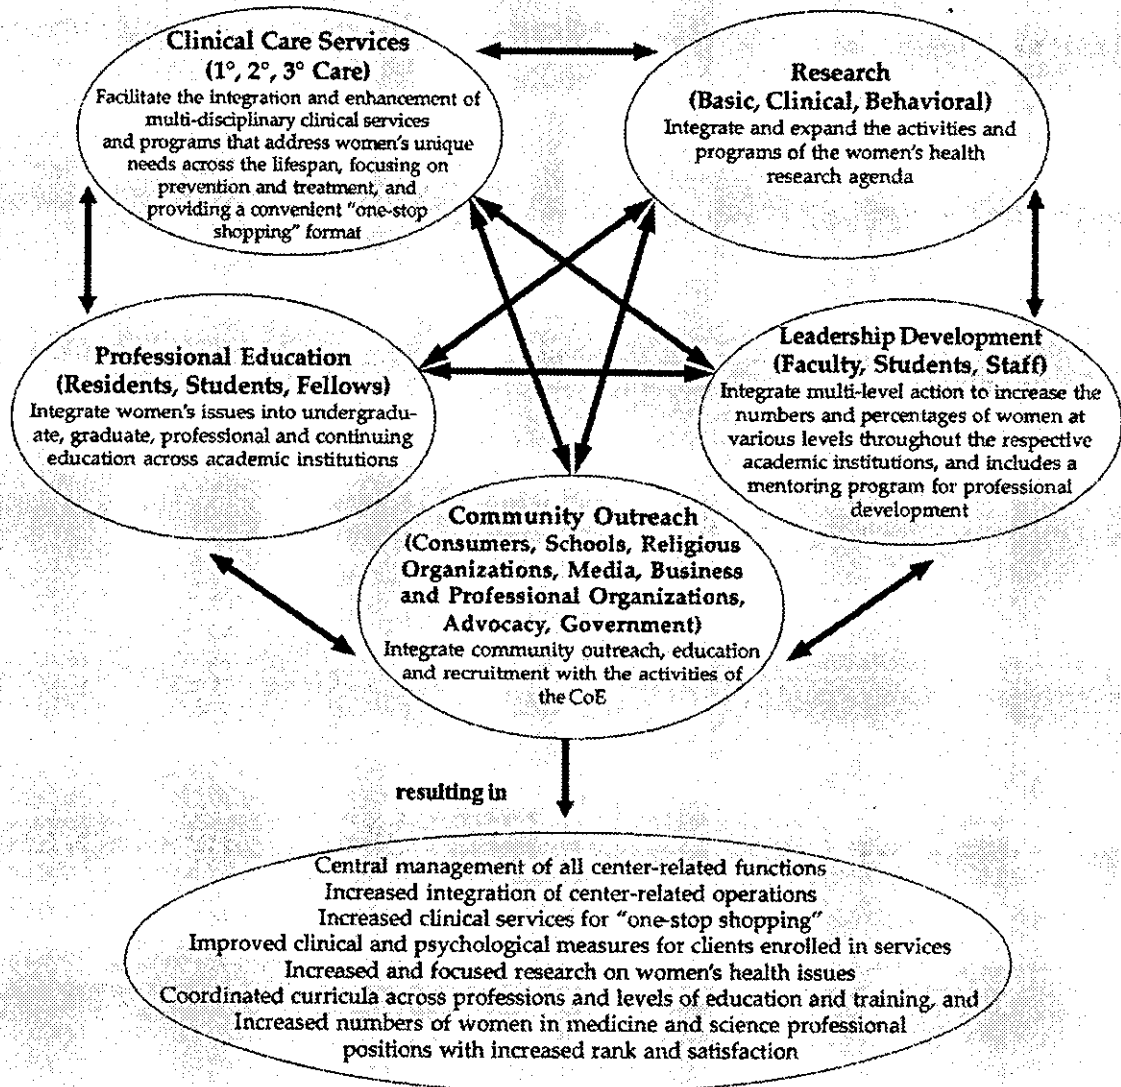 Clinical Care Services
(1°, 2°, 3° Care)
Facilitate the integration and enhancement of
multi-disciplinary clinical services
and programs that address women's unique
needs across the lifespan, focusing on
prevention and treatment, and
providing a convenient "one-stop
shopping" format
Research
(Basic, Clinical, Behavioral)
Integrate and expand the activities and
programs of the women's health
research agenda
Professional Education
(Residents, Students, Fellows)
Integrate women's issues into undergradu-
ate, graduate, professional and continuing
education across academic institutions
Leadership Development
(Faculty, Students, Staff)
Integrate multi-level action to increase the
numbers and percentages of women at
various levels throughout the respective
academic institutions, and includes a
mentoring program for professional
development
Community Outreach
(Consumers, Schools, Religious
Organizations, Media, Business
and Professional Organizations,
Advocacy, Government)
Integrate community outreach, education
and recruitment with the activities of
the CoE
resulting in
Central management of all center-related functions
Increased integration of center-related operations
Increased clinical services for "one-stop shopping"
Improved clinical and psychological measures for clients enrolled in services
Increased and focused research on women's health issues
Coordinated curricula across professions and levels of education and training, and
Increased numbers of women in medicine and science professional
positions with increased rank and satisfaction